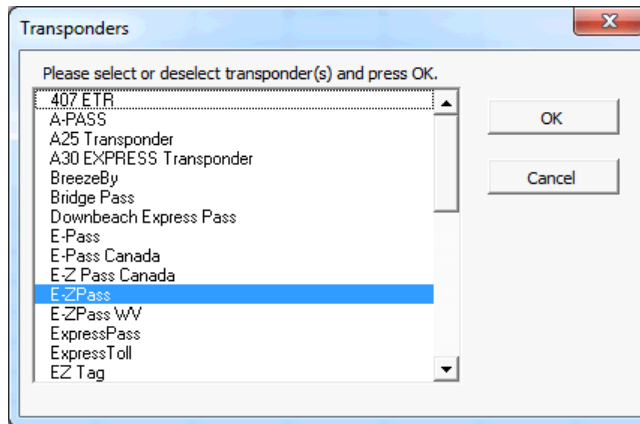 Transponders
Please select or deselect transponder(s) and press OK.
407 ETR
A-PASS
A25 Transponder
A30 EXPRESS Transponder
BreezeBy
Bridge Pass
Downbeach Express Pass
E-Pass
E-Pass Canada
E-Z Pass Canada
E-ZPass
E-ZPass WV
ExpressPass
ExpressToll
EZ Tag
OK
Cancel